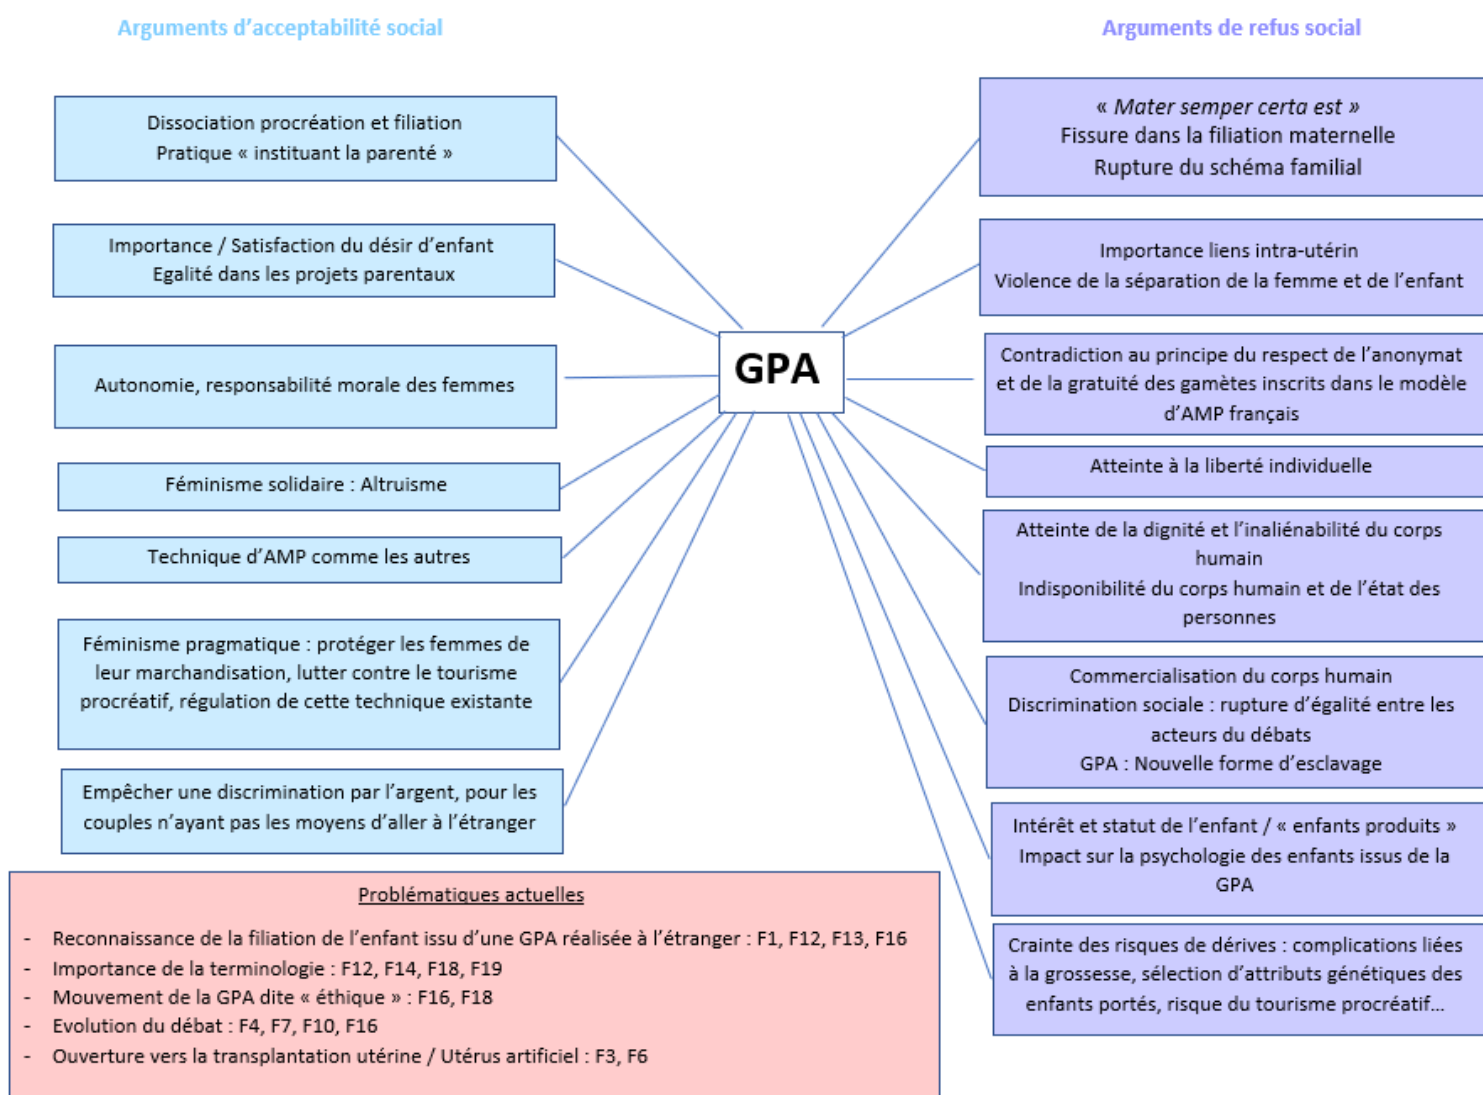 Arguments d'acceptabilité social
Dissociation procréation et filiation
Pratique « instituant la parenté »
Importance / Satisfaction du désir d'enfant
Egalité dans les projets parentaux
Autonomie, responsabilité morale des femmes
Féminisme solidaire : Altruisme
Technique d'AMP comme les autres
Féminisme pragmatique : protéger les femmes de
leur marchandisation, lutter contre le tourisme
procréatif, régulation de cette technique existante
Empêcher une discrimination par l'argent, pour les
couples n'ayant pas les moyens d'aller à l'étranger
GPA
Arguments de refus social
« Mater semper certa est »
Fissure dans la filiation maternelle
Rupture du schéma familial
Importance liens intra-utérin
Violence de la séparation de la femme et de l'enfant
Contradiction au principe du respect de l'anonymat
et de la gratuité des gamètes inscrits dans le modèle
d'AMP français
Atteinte à la liberté individuelle
Atteinte de la dignité et l'inaliénabilité du corps
humain
Indisponibilité du corps humain et de l'état des
personnes
Commercialisation du corps humain
Discrimination sociale : rupture d'égalité entre les
acteurs du débats
GPA : Nouvelle forme d'esclavage
Intérêt et statut de l'enfant / « enfants produits »
Impact sur la psychologie des enfants issus de la
GPA
Crainte des risques de dérives : complications liées
à la grossesse, sélection d'attributs génétiques des
enfants portés, risque du tourisme procréatif...
Problématiques actuelles
- Reconnaissance de la filiation de l'enfant issu d'une GPA réalisée à l'étranger : F1, F12, F13, F16
- Importance de la terminologie : F12, F14, F18, F19
- Mouvement de la GPA dite « éthique » : F16, F18
- Evolution du débat : F4, F7, F10, F16
- Ouverture vers la transplantation utérine / Utérus artificiel : F3, F6